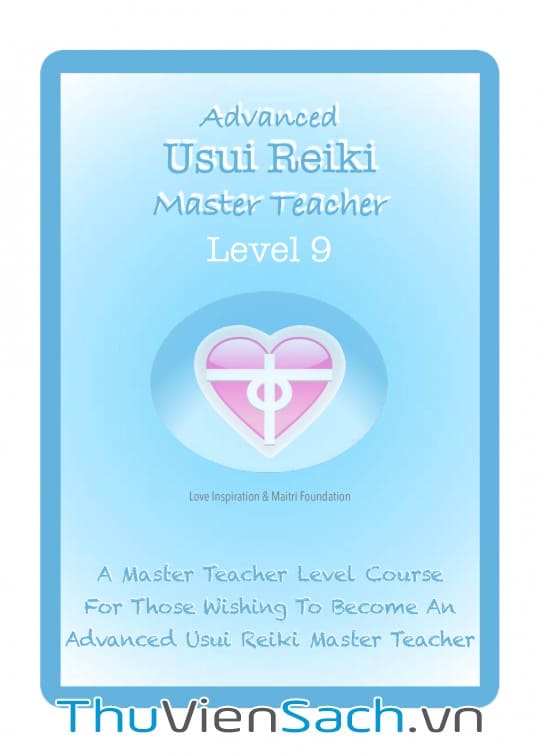 Advanced
Usui Reiki
Master Teacher
Level 9
Love Inspiration & Maitri Foundation
A Master Teacher Level Course
For Those Wishing To Become An
Advanced Usui Reiki Master Teacher
ThuVienSach.vn